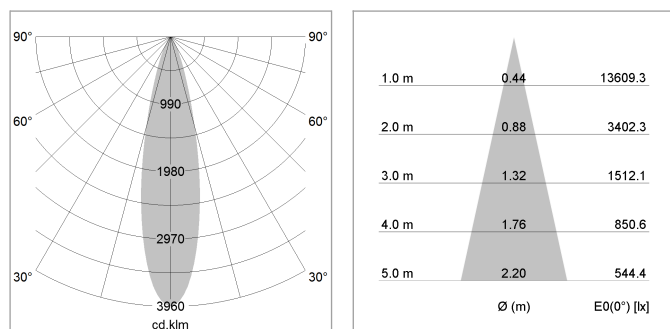 90° 90°
990
60° 60°
1980
2970
30° 30°
3960
cd.klm
1.0 m 0.44 13609.3
2.0 m 0.88 3402.3
3.0 m 1.32 1512.1
4.0 m 1.76 850.6
5.0 m 2.20 544.4
Ø (m) E0(0°) [lx]